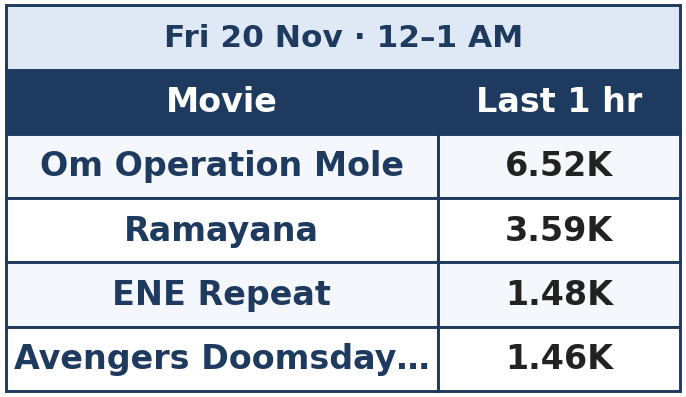 Fri 20 Nov · 12–1 AM
Movie Last 1 hr
Om Operation Mole 6.52K
Ramayana 3.59K
ENE Repeat 1.48K
Avengers Doomsday… 1.46K